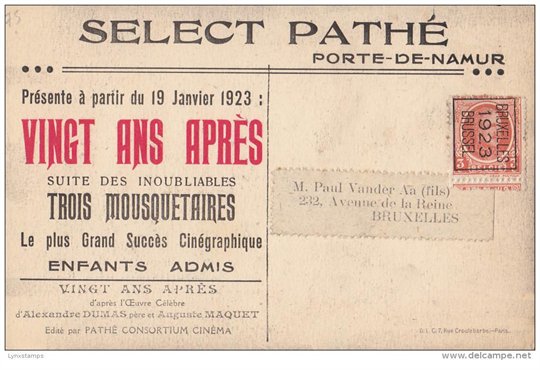 SELECT PATHÉ
PORTE-DE-NAMUR
Présente à partir du 19 Janvier 1923 :
VINGT ANS APRÈS
SUITE DES INOUBLIABLES
TROIS MOUSQUETAIRES
Le plus Grand Succès Cinégraphique
ENFANTS ADMIS
VINGT ANS APRÈS
d'après l'Œuvre Célèbre
d'Alexandre DUMAS père et Auguste MAQUET
Edité par PATHÉ CONSORTIUM CINÉMA
BRUXELLES
1923
BRUSSEL
M. Paul Vander Aa (fils)
232, Avenue de la Reine
BRUXELLES
Lynxstamps
delcampe.net